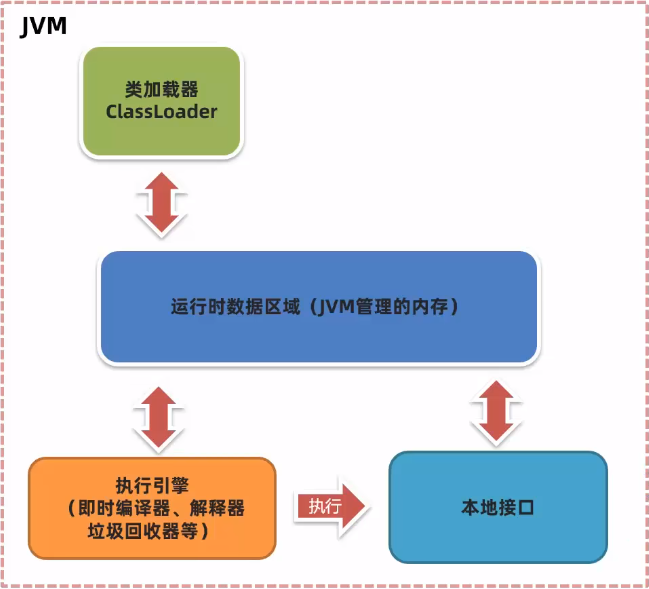 JVM
类加载器
ClassLoader
运行时数据区域（JVM管理的内存）
执行引擎
（即时编译器、解释器
垃圾回收器等）
执行
本地接口